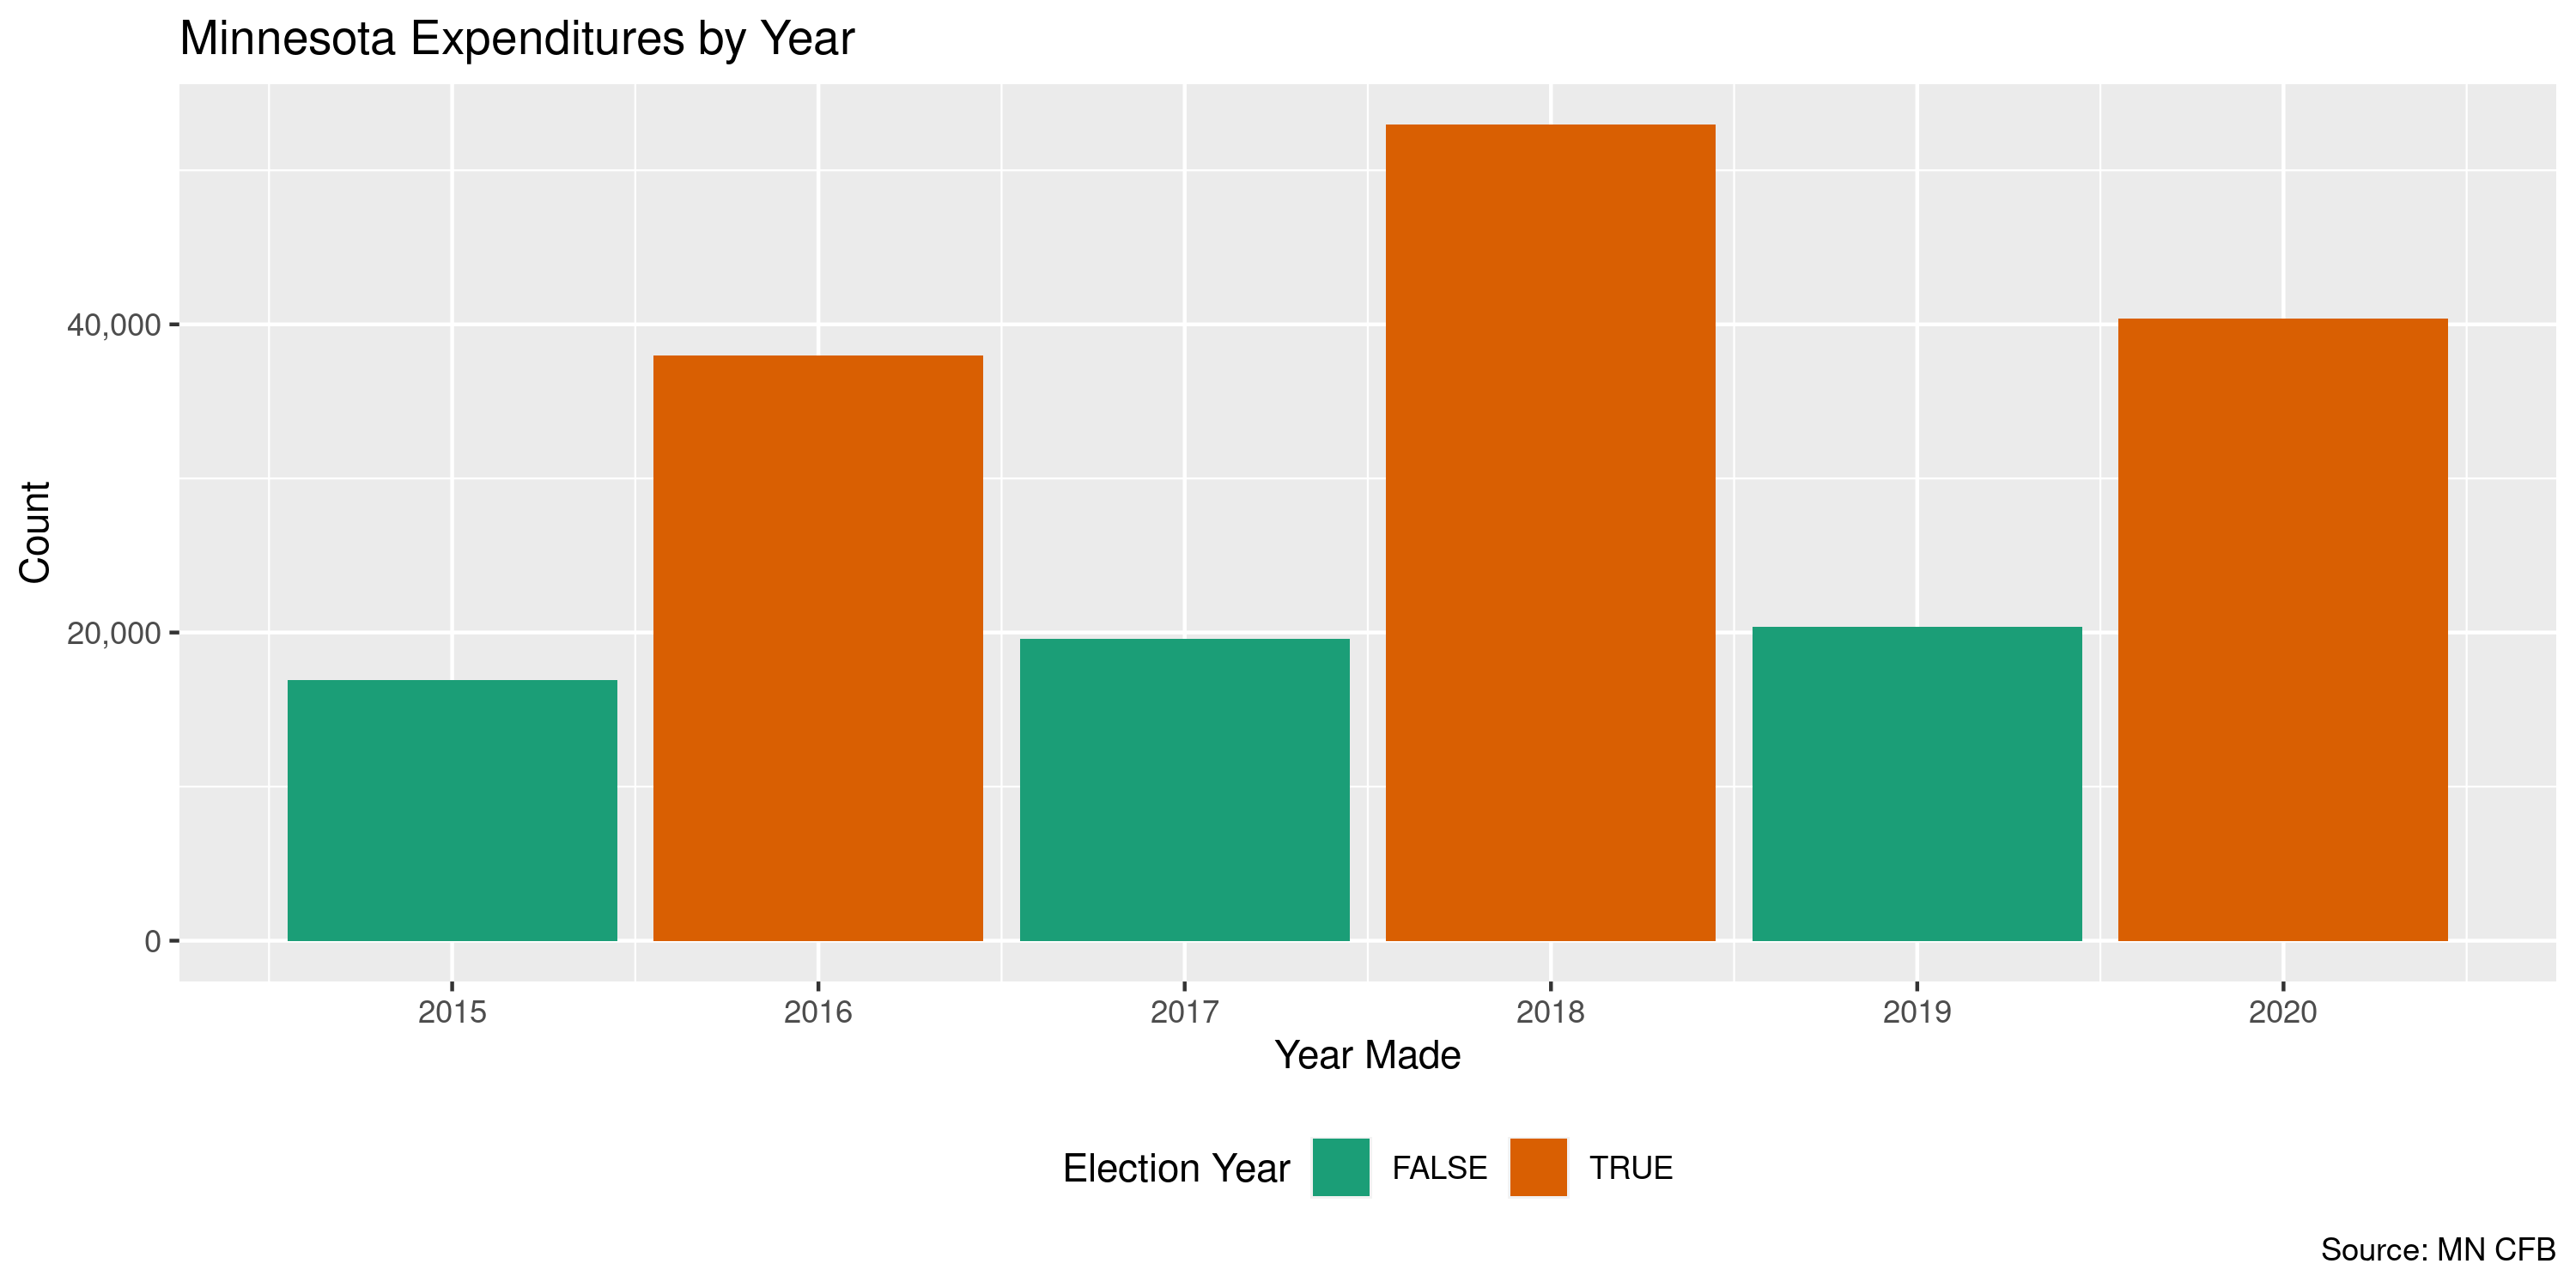 Minnesota Expenditures by Year
Count
40,000
20,000
0
2015 2016 2017 2018 2019 2020
Year Made
Election Year FALSE TRUE
Source: MN CFB